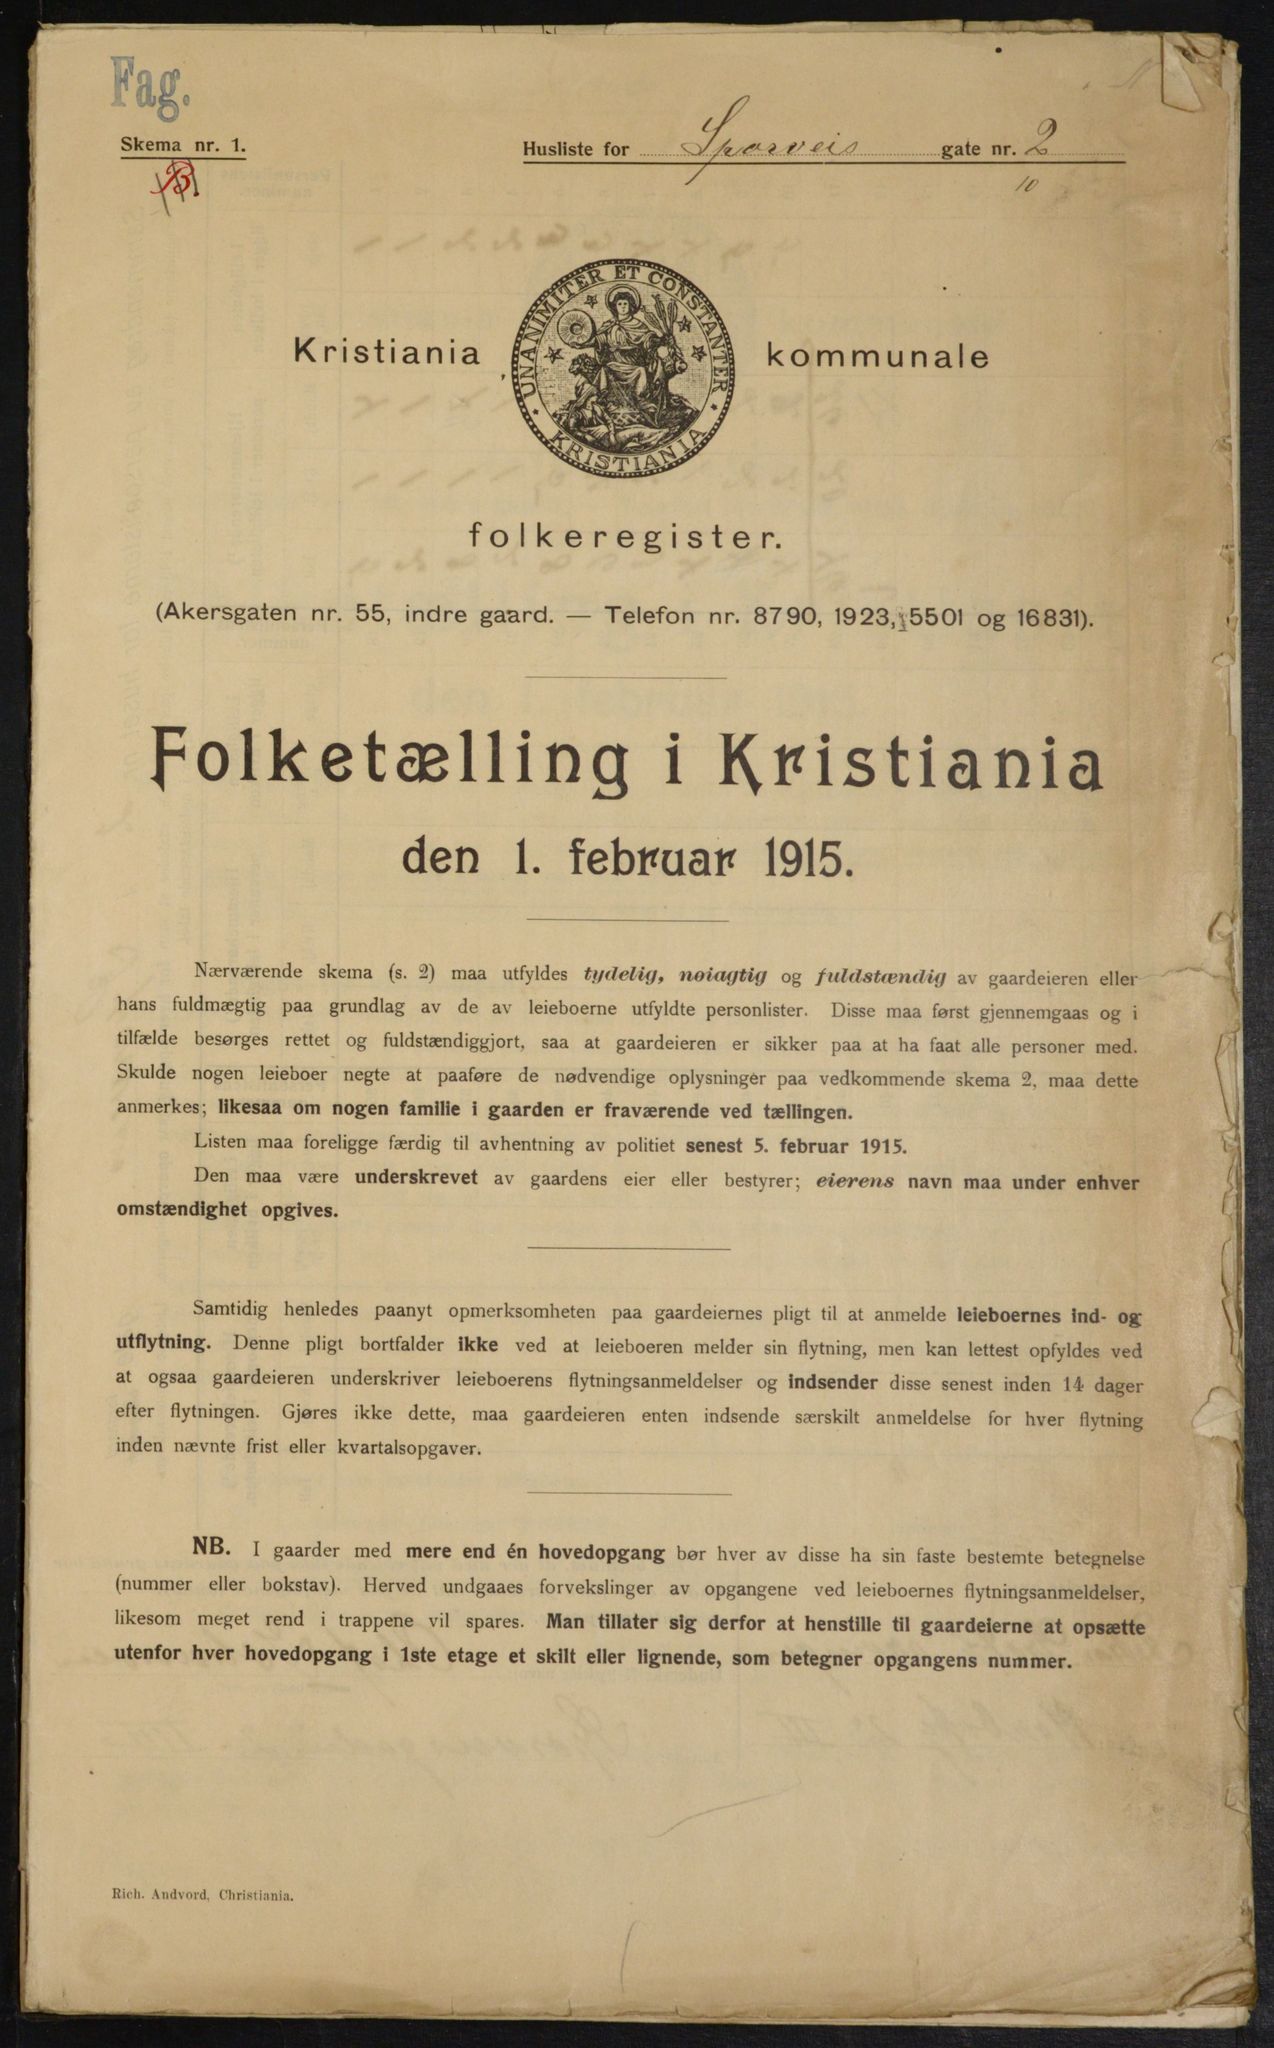 Fag.
Skema nr. 1.
Husliste for Sporveis gate nr. 2
10
UNANIMITER ET CONSTANTER
KRISTIANIA
Kristiania kommunale
folkeregister.
(Akersgaten nr. 55, indre gaard. — Telefon nr. 8790, 1923, 5501 og 16831).
Folketælling i Kristiania
den 1. februar 1915.
Nærværende skema (s. 2) maa utfyldes tydelig, nøiagtig og fuldstændig av gaardeieren eller
hans fuldmægtig paa grundlag av de av leieboerne utfyldte personlister. Disse maa først gjennemgaas og i
tilfælde besørges rettet og fuldstændiggjort, saa at gaardeieren er sikker paa at ha faat alle personer med.
Skulde nogen leieboer negte at paaføre de nødvendige oplysninger paa vedkommende skema 2, maa dette
anmerkes; likesaa om nogen familie i gaarden er fraværende ved tællingen.
Listen maa foreligge færdig til avhentning av politiet senest 5. februar 1915.
Den maa være underskrevet av gaardens eier eller bestyrer; eierens navn maa under enhver
omstændighet opgives.
Samtidig henledes paanyt opmerksomheten paa gaardeiernes pligt til at anmelde leieboernes ind- og
utflytning. Denne pligt bortfalder ikke ved at leieboeren melder sin flytning, men kan lettest opfyldes ved
at ogsaa gaardeieren underskriver leieboerens flytningsanmeldelser og indsender disse senest inden 14 dager
efter flytningen. Gjøres ikke dette, maa gaardeieren enten indsende særskilt anmeldelse for hver flytning
inden nævnte frist eller kvartalsopgaver.
NB. I gaarder med mere end én hovedopgang bør hver av disse ha sin faste bestemte betegnelse
(nummer eller bokstav). Herved undgaaes forvekslinger av opgangene ved leieboernes flytningsanmeldelser,
likesom meget rend i trappene vil spares. Man tillater sig derfor at henstille til gaardeierne at opsætte
utenfor hver hovedopgang i 1ste etage et skilt eller lignende, som betegner opgangens nummer.
Rich. Andvord, Christiania.